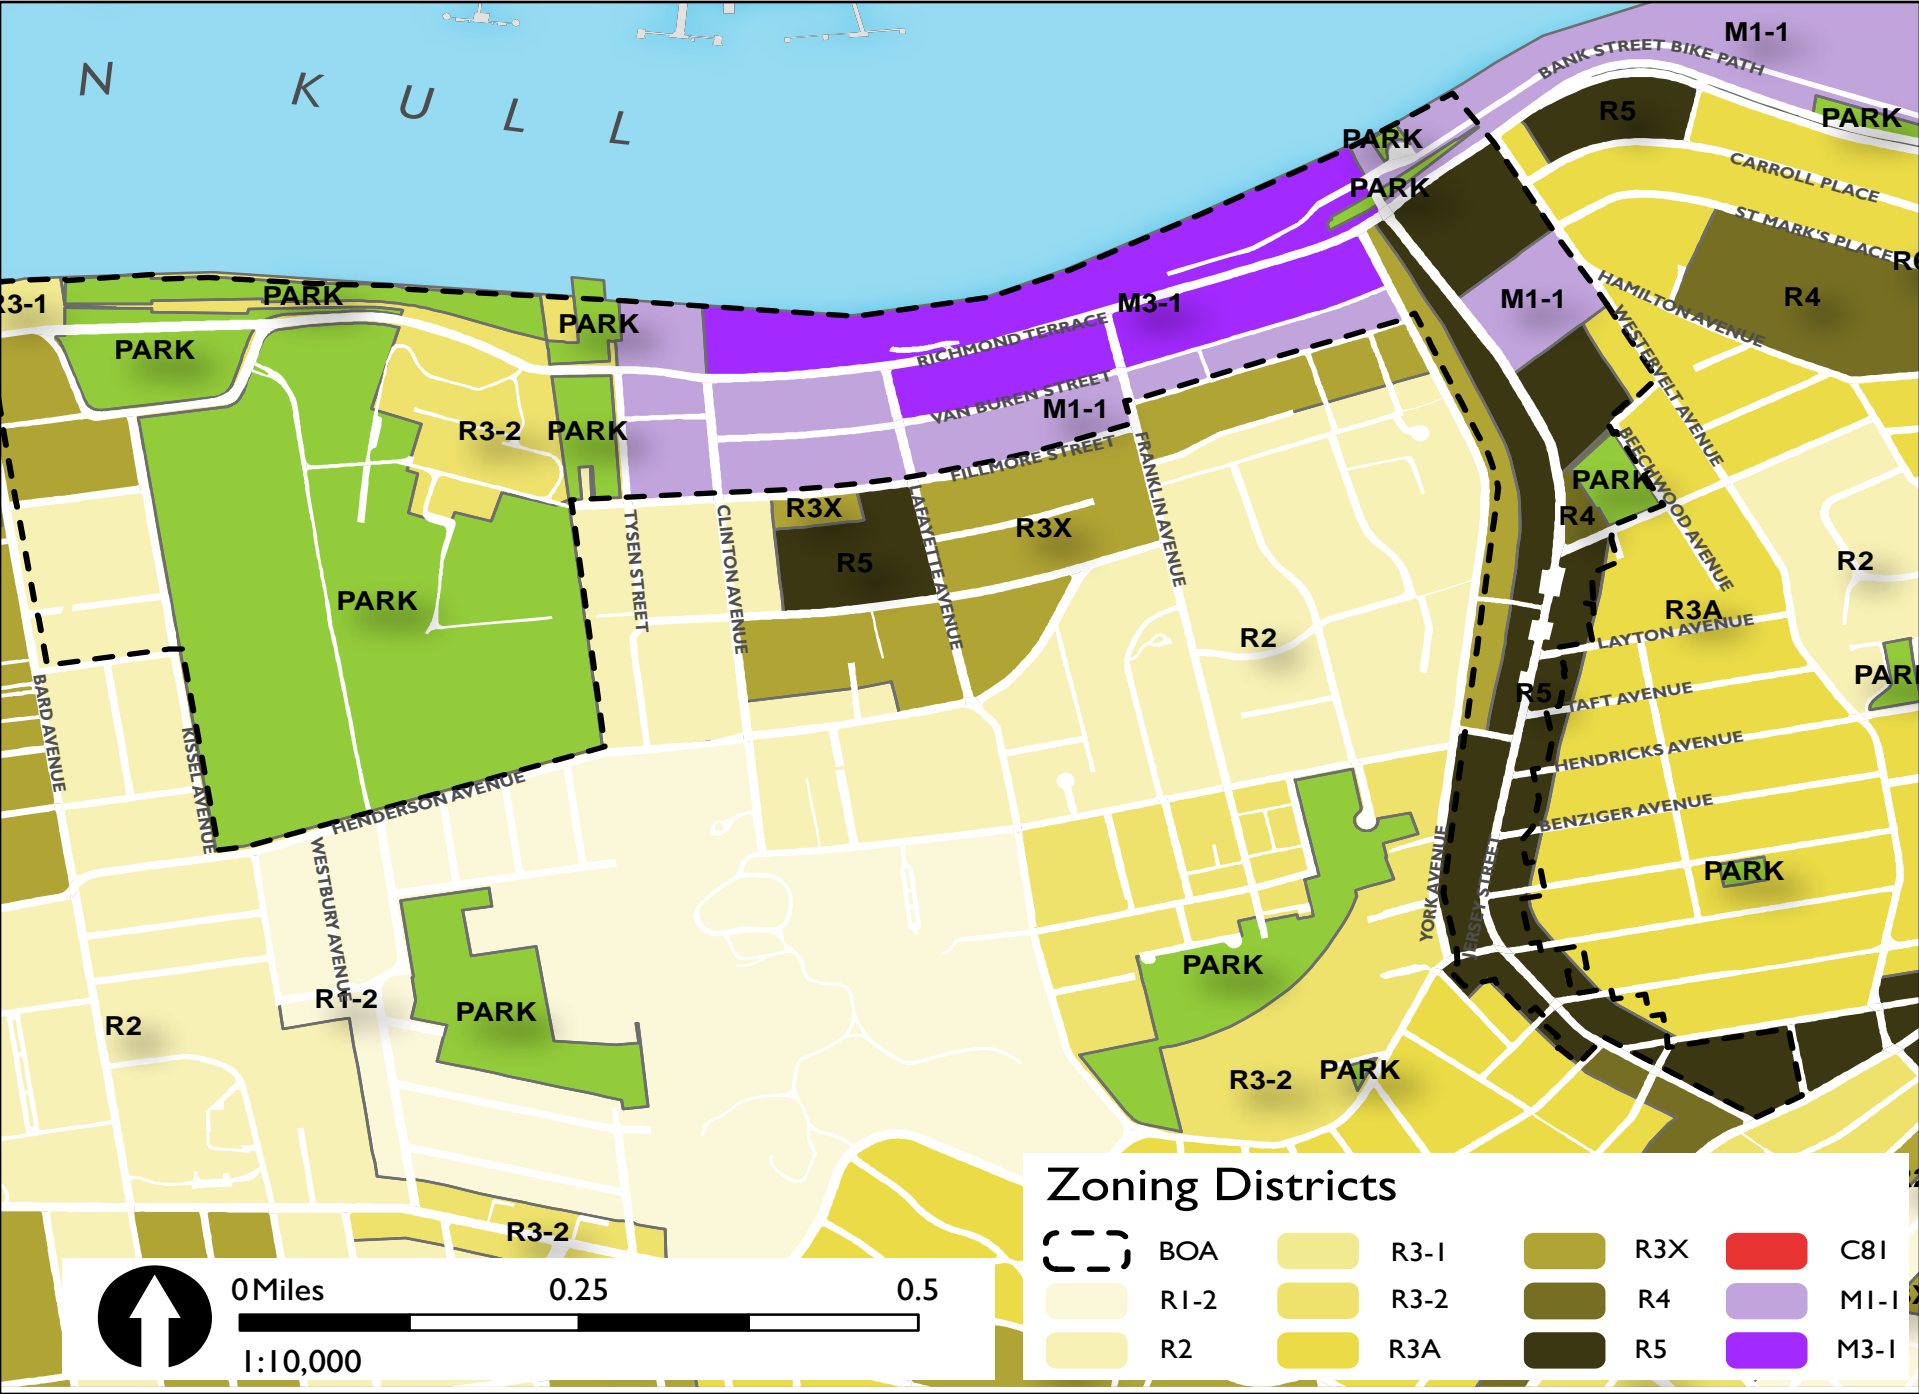 M1-1
BANK STREET BIKE PATH
N KULL
R5
PARK
PARK
CARROLL PLACE
PARK
ST MARK'S PLACE
R3-1
PARK
M1-1
HAMILTON AVENUE
R4
M3-1
PARK
RICHMOND TERRACE
WESTERVELT AVENUE
PARK
VAN BUREN STREET
M1-1
R3-2
PARK
FILLMORE STREET
FRANKLIN AVENUE
BEECHWOOD AVENUE
PARK
R3X
R4
R3X
TYSEN STREET
CLINTON AVENUE
LAFAYETTE AVENUE
R5
R2
PARK
R3A
LAYTON AVENUE
R2
BARD AVENUE
R5
TAFT AVENUE
PARK
KISSEL AVENUE
HENDRICKS AVENUE
HENDERSON AVENUE
BENZIGER AVENUE
WESTBURY AVENUE
YORK AVENUE
JERSEY STREET
PARK
PARK
R1-2
PARK
R2
R3-2
PARK
R3-2
Zoning Districts
BOA
R3-1
R3X
C81
R1-2
R3-2
R4
M1-1
R2
R3A
R5
M3-1
0 Miles 0.25 0.5
1:10,000